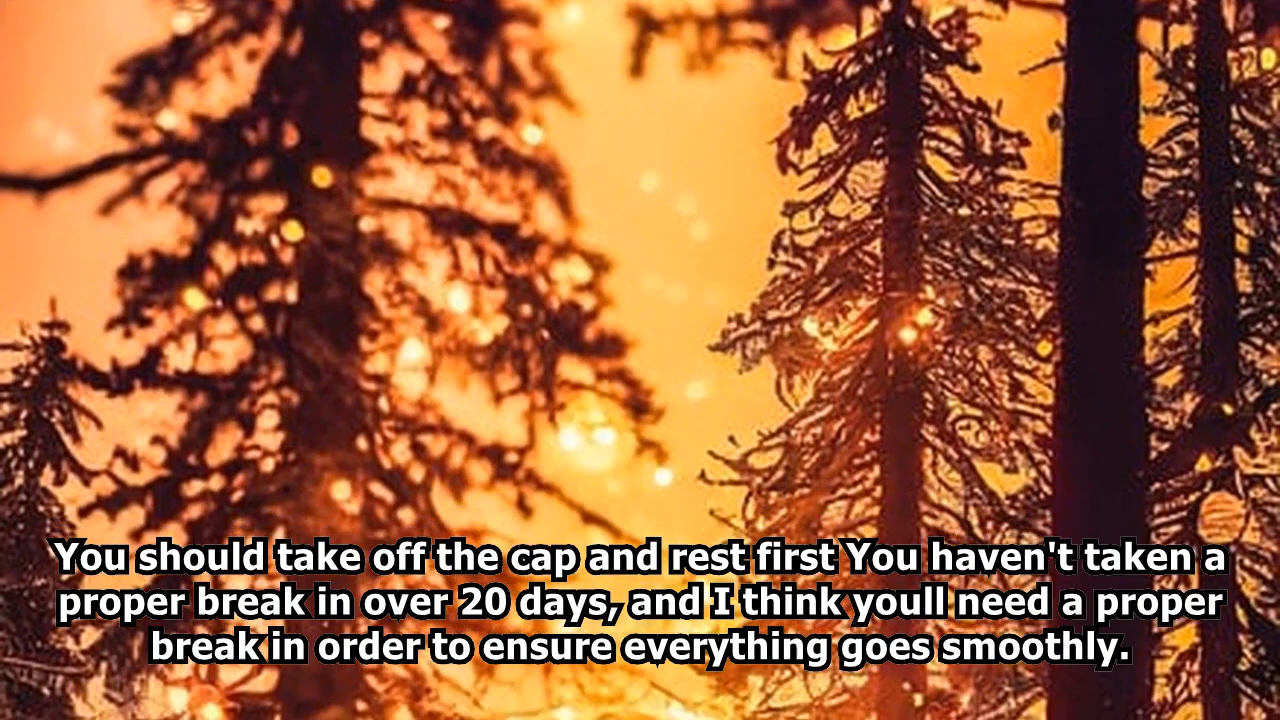 You should take off the cap and rest first You haven't taken a
proper break in over 20 days, and I think youll need a proper
break in order to ensure everything goes smoothly.